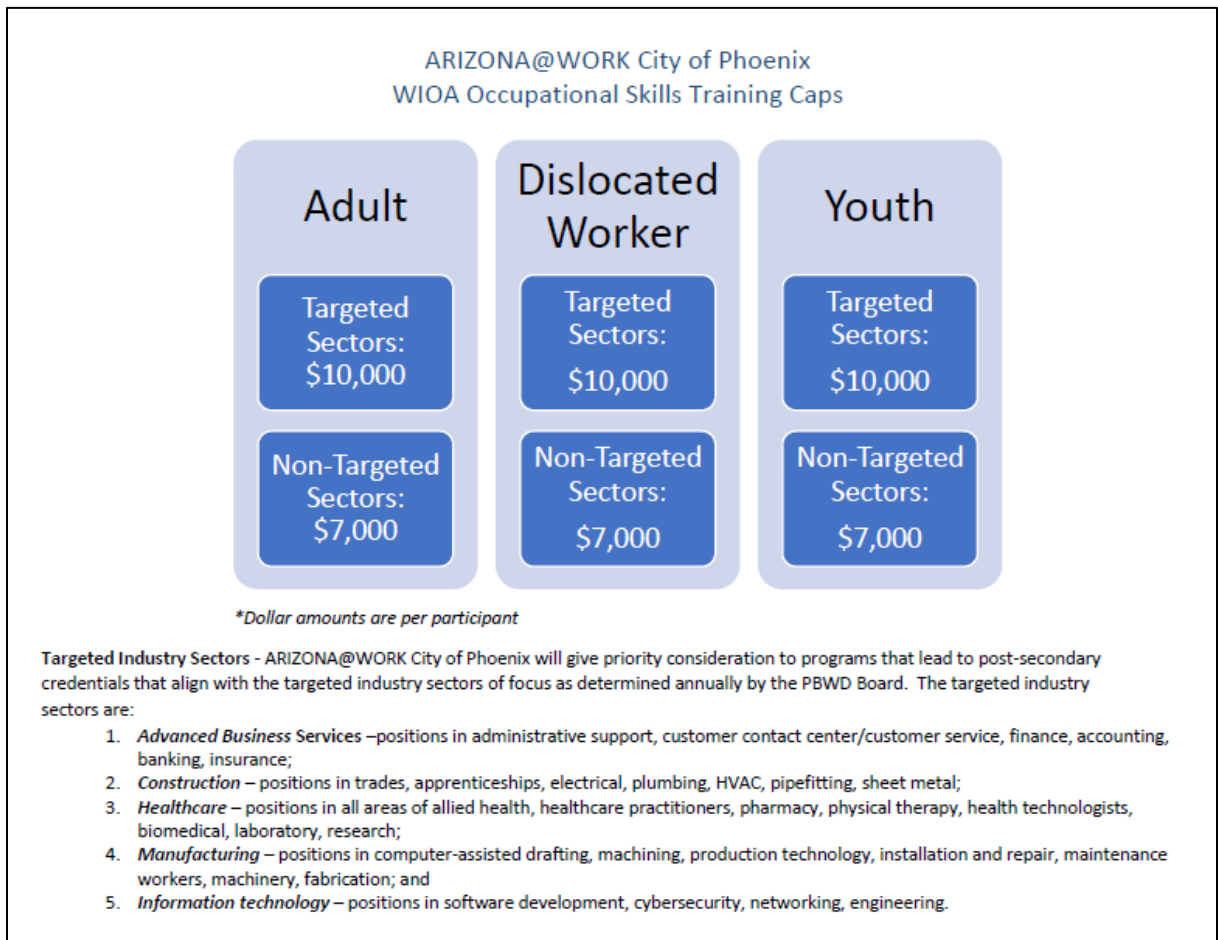 ARIZONA@WORK City of Phoenix
WIOA Occupational Skills Training Caps
Adult
Targeted
Sectors:
$10,000
Non-Targeted
Sectors:
$7,000
Dislocated
Worker
Targeted
Sectors:
$10,000
Non-Targeted
Sectors:
$7,000
Youth
Targeted
Sectors:
$10,000
Non-Targeted
Sectors:
$7,000
*Dollar amounts are per participant
Targeted Industry Sectors - ARIZONA@WORK City of Phoenix will give priority consideration to programs that lead to post-secondary
credentials that align with the targeted industry sectors of focus as determined annually by the PBWD Board.  The targeted industry
sectors are:
1. Advanced Business Services –positions in administrative support, customer contact center/customer service, finance, accounting,
banking, insurance;
2. Construction – positions in trades, apprenticeships, electrical, plumbing, HVAC, pipefitting, sheet metal;
3. Healthcare – positions in all areas of allied health, healthcare practitioners, pharmacy, physical therapy, health technologists,
biomedical, laboratory, research;
4. Manufacturing – positions in computer-assisted drafting, machining, production technology, installation and repair, maintenance
workers, machinery, fabrication; and
5. Information technology – positions in software development, cybersecurity, networking, engineering.